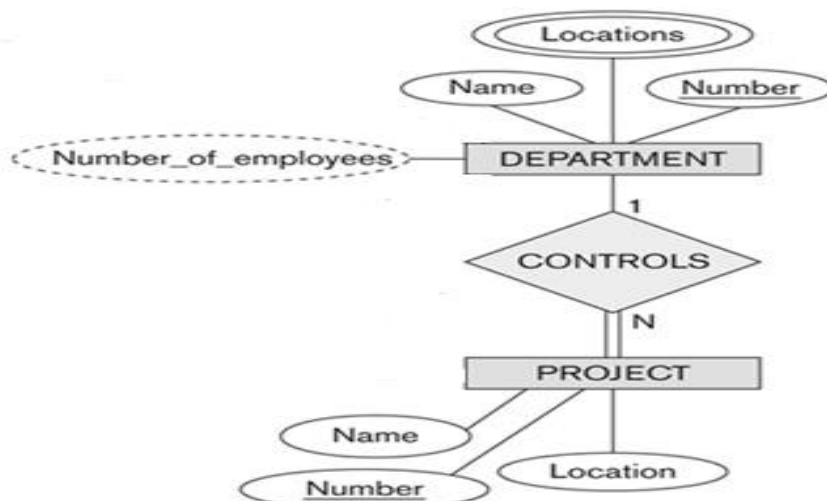 Locations
Name
Number
Number_of_employees
DEPARTMENT
1
CONTROLS
N
PROJECT
Name
Number
Location